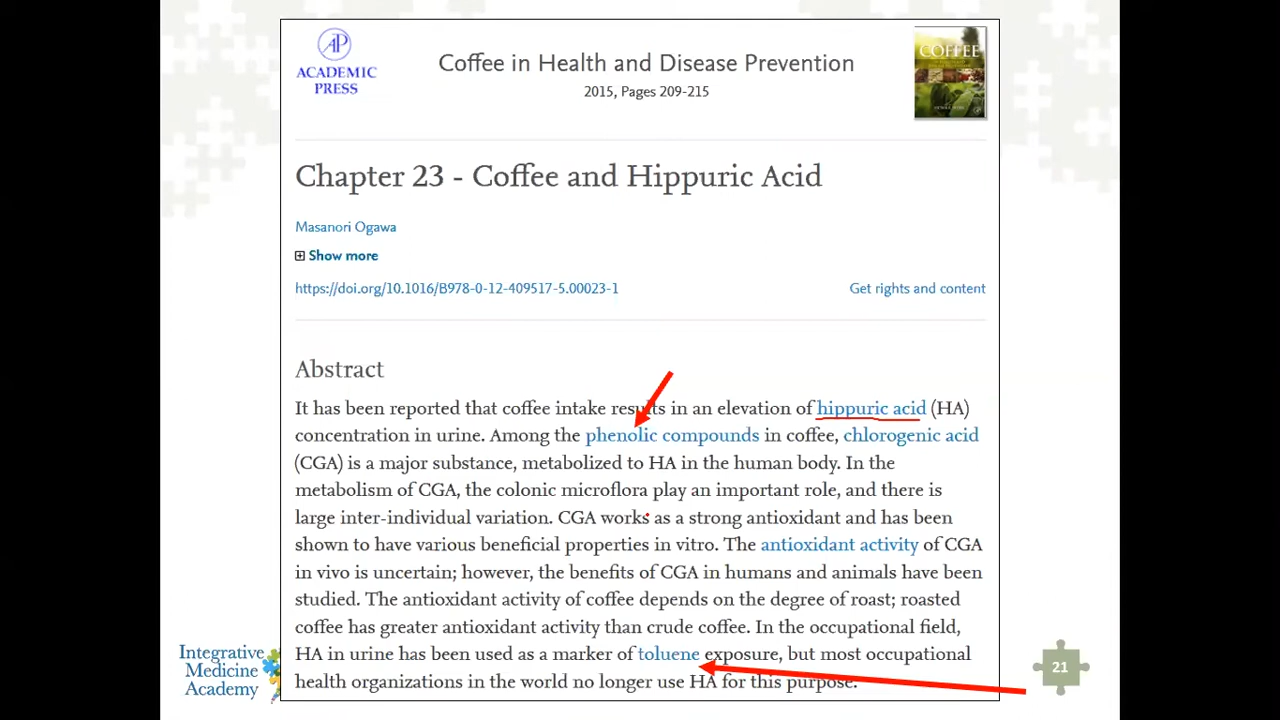 ACADEMIC
PRESS
Coffee in Health and Disease Prevention
2015, Pages 209-215
COFFEE
Chapter 23 - Coffee and Hippuric Acid
Masanori Ogawa
Show more
https://doi.org/10.1016/B978-0-12-409517-5.00023-1
Get rights and content
Abstract
It has been reported that coffee intake results in an elevation of hippuric acid (HA)
concentration in urine. Among the phenolic compounds in coffee, chlorogenic acid
(CGA) is a major substance, metabolized to HA in the human body. In the
metabolism of CGA, the colonic microflora play an important role, and there is
large inter-individual variation. CGA works as a strong antioxidant and has been
shown to have various beneficial properties in vitro. The antioxidant activity of CGA
in vivo is uncertain; however, the benefits of CGA in humans and animals have been
studied. The antioxidant activity of coffee depends on the degree of roast; roasted
coffee has greater antioxidant activity than crude coffee. In the occupational field,
HA in urine has been used as a marker of toluene exposure, but most occupational
health organizations in the world no longer use HA for this purpose.
Integrative
Medicine
Academy
21